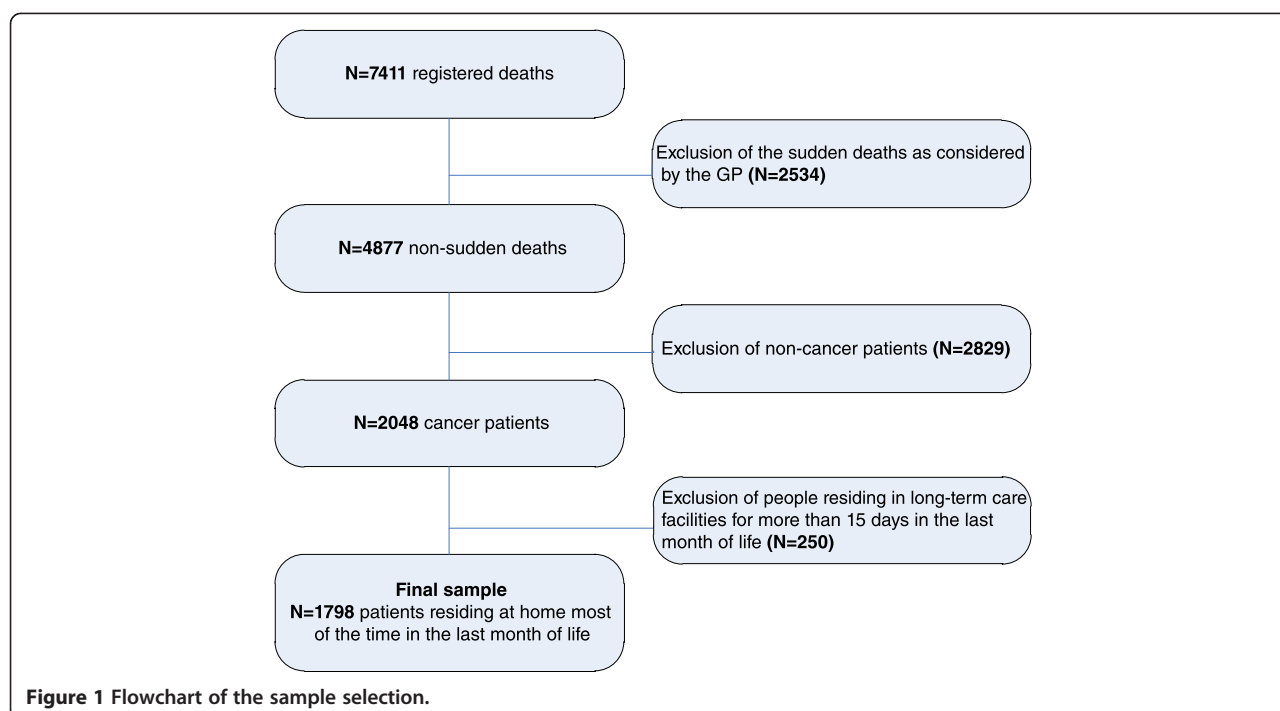 N=7411 registered deaths
Exclusion of the sudden deaths as considered
by the GP (N=2534)
N=4877 non-sudden deaths
Exclusion of non-cancer patients (N=2829)
N=2048 cancer patients
Exclusion of people residing in long-term care
facilities for more than 15 days in the last
month of life (N=250)
Final sample
N=1798 patients residing at home most
of the time in the last month of life
Figure 1 Flowchart of the sample selection.